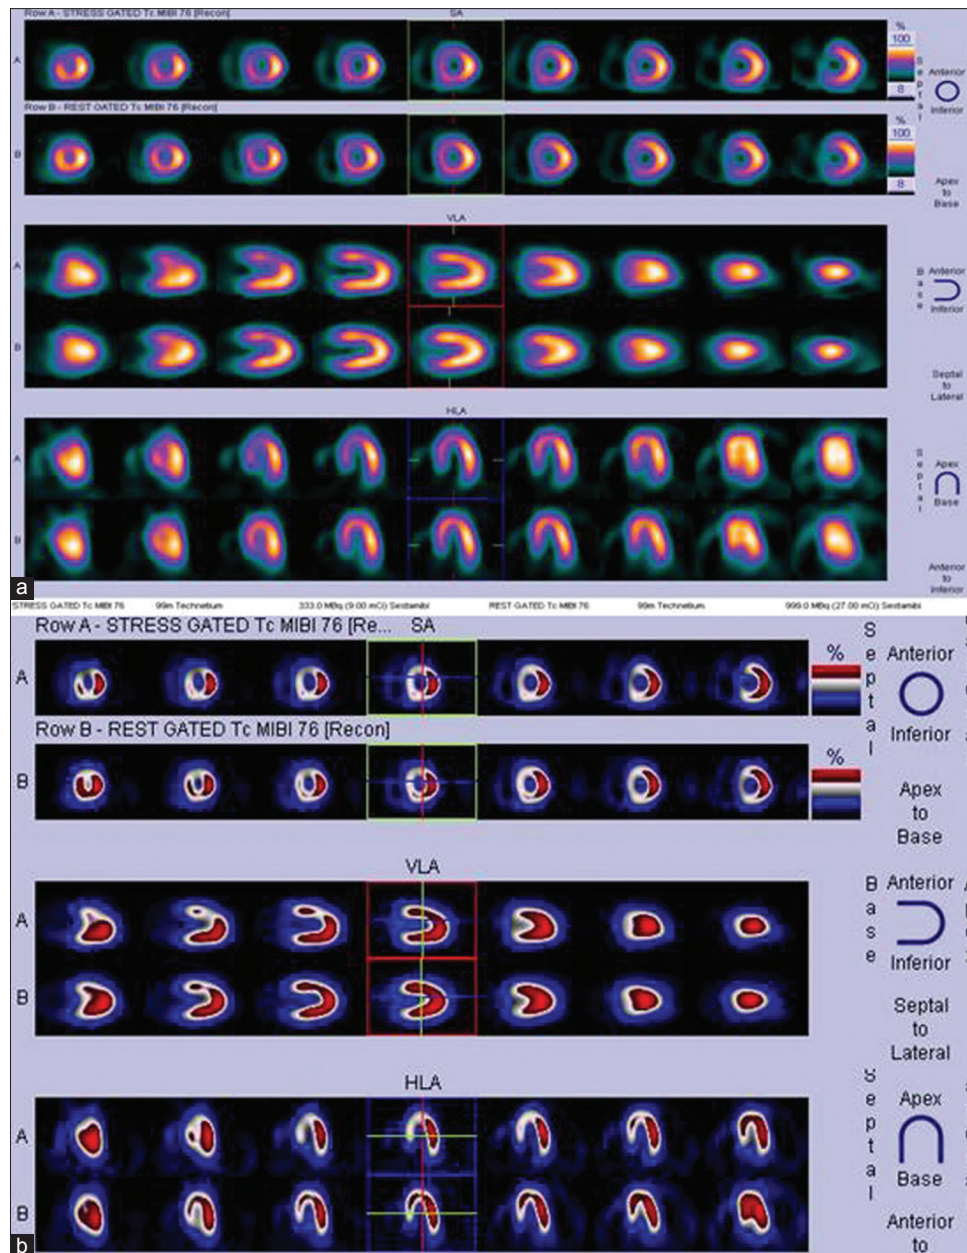 Row A - STRESS GATED Tc MIBI 76 [Recon]
SA
%
100
8
A
Septal
Anterior
Inferior
Row B - REST GATED Tc MIBI 76 [Recon]
%
100
8
B
Apex
to
Base
VLA
A
B
Base
Anterior
Inferior
Septal
to
Lateral
HLA
A
B
Septal
Apex
Base
Anterior
to
Inferior
a
STRESS GATED Tc MIBI 76
99m Technetium
333.0 MBq (9.00 mCi) Sestamibi
REST GATED Tc MIBI 76
99m Technetium
999.0 MBq (27.00 mCi) Sestamibi
Row A - STRESS GATED Tc MIBI 76 [Re...
SA
A
%
Septal
Anterior
Inferior
Row B - REST GATED Tc MIBI 76 [Recon]
B
%
Apex
to
Base
VLA
A
B
Base
Anterior
Inferior
Septal
to
Lateral
HLA
A
B
Septal
Apex
Base
Anterior
to
b